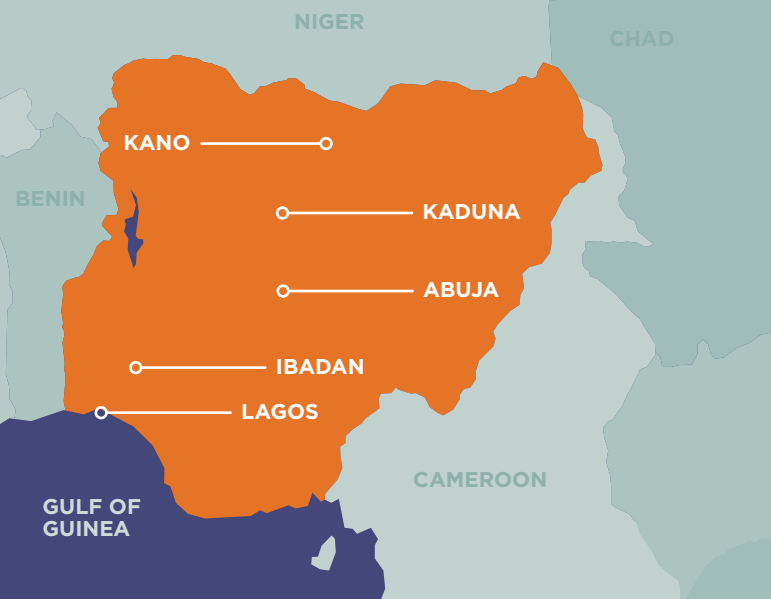 NIGER
CHAD
KANO
BENIN
KADUNA
ABUJA
IBADAN
LAGOS
CAMEROON
GULF OF
GUINEA